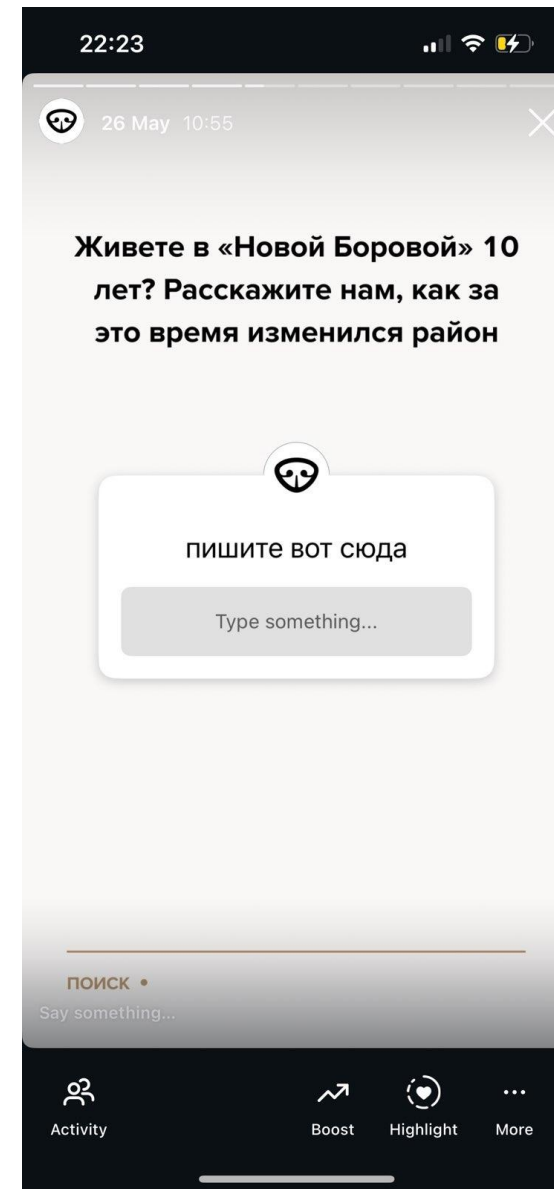 22:23
26 May 10:55
Живете в «Новой Боровой» 10
лет? Расскажите нам, как за
это время изменился район
пишите вот сюда
Type something...
ПОИСК •
Say something...
Activity
Boost
Highlight
More